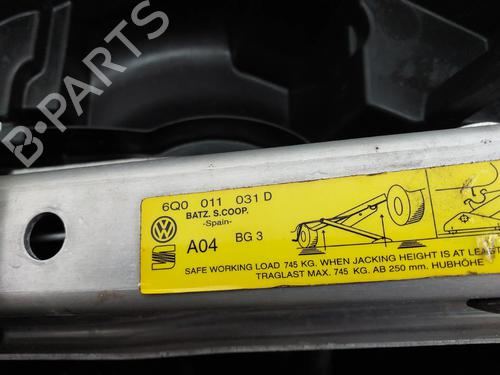 B-PARTS
6Q0 011 031 D
BATZ. S.COOP.
-Spain-
A04 BG 3
SAFE WORKING LOAD 745 KG. WHEN JACKING HEIGHT IS AT LEAS
TRAGLAST MAX. 745 KG. AB 250 mm. HUBHÖHE